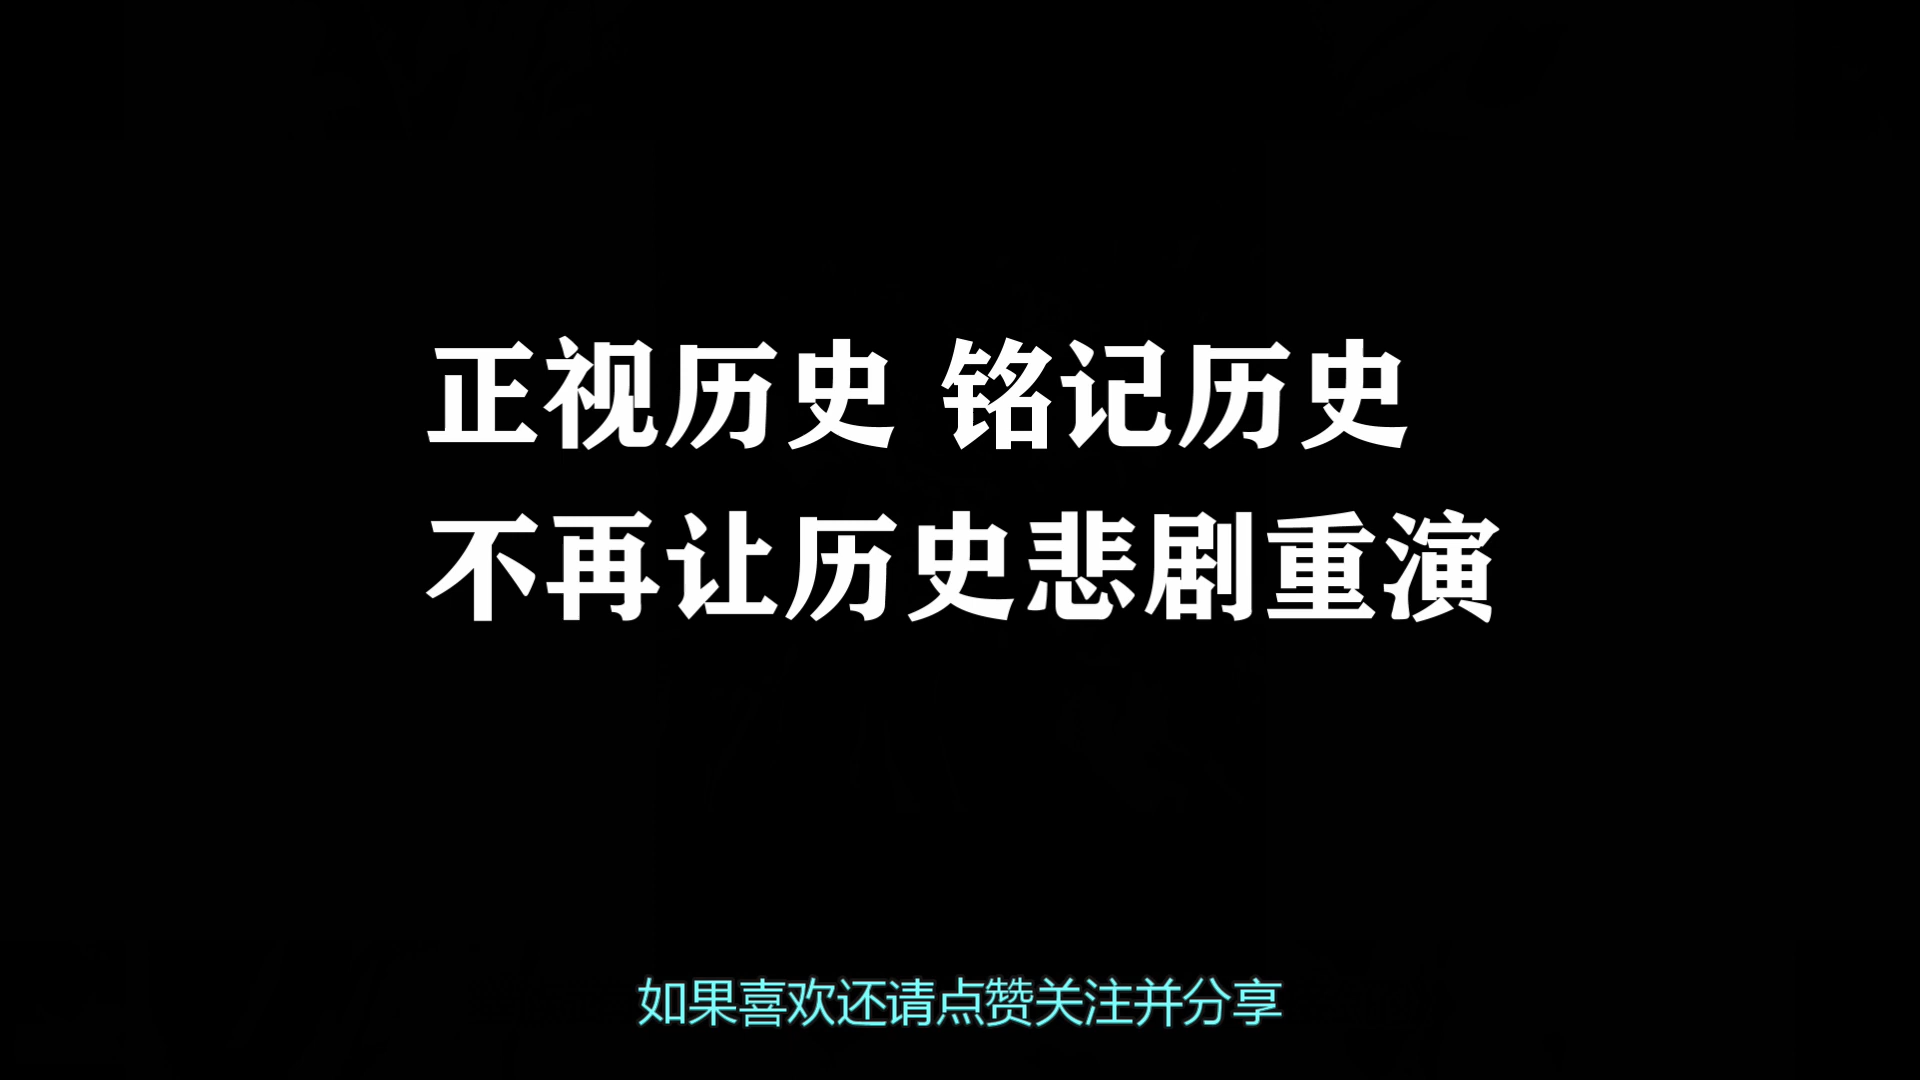 正视历史 铭记历史
不再让历史悲剧重演
如果喜欢还请点赞关注并分享